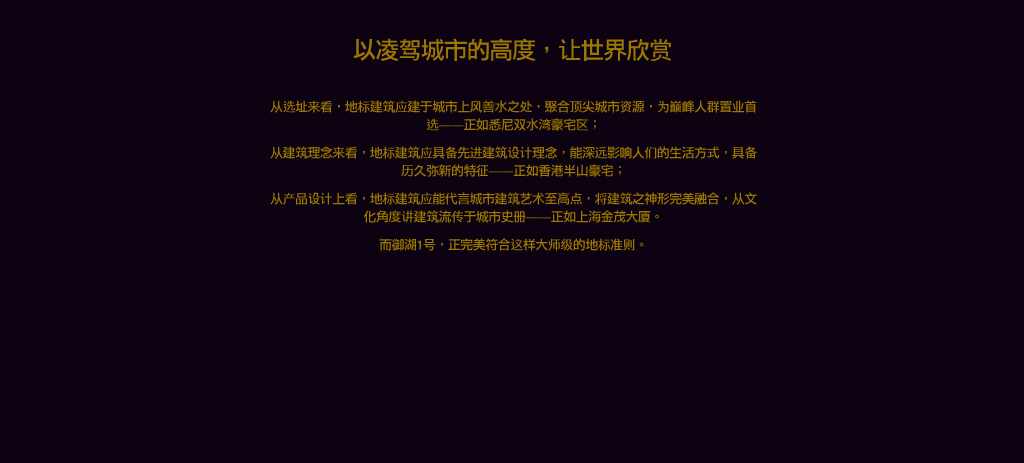 以凌驾城市的高度，让世界欣赏
从选址来看，地标建筑应建于城市上风善水之处，聚合顶尖城市资源，为巅峰人群置业首
选——正如悉尼双水湾豪宅区；
从建筑理念来看，地标建筑应具备先进建筑设计理念，能深远影响人们的生活方式，具备
历久弥新的特征——正如香港半山豪宅；
从产品设计上看，地标建筑应能代言城市建筑艺术至高点，将建筑之神形完美融合，从文
化角度讲建筑流传于城市史册——正如上海金茂大厦。
而御湖1号，正完美符合这样大师级的地标准则。